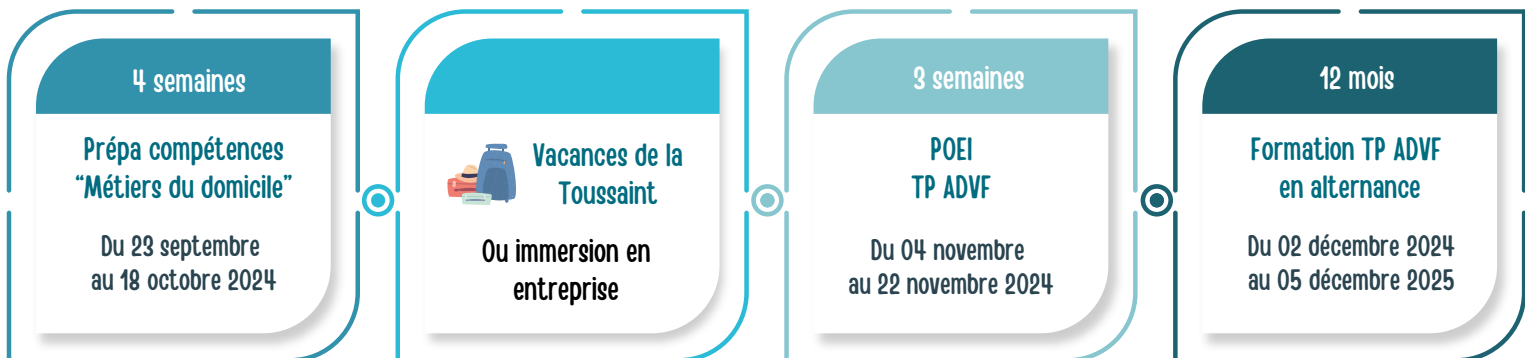 4 semaines
Prépa compétences
“Métiers du domicile”
Du 23 septembre
au 18 octobre 2024
Vacances de la
Toussaint
Ou immersion en
entreprise
3 semaines
POEI
TP ADVF
Du 04 novembre
au 22 novembre 2024
12 mois
Formation TP ADVF
en alternance
Du 02 décembre 2024
au 05 décembre 2025